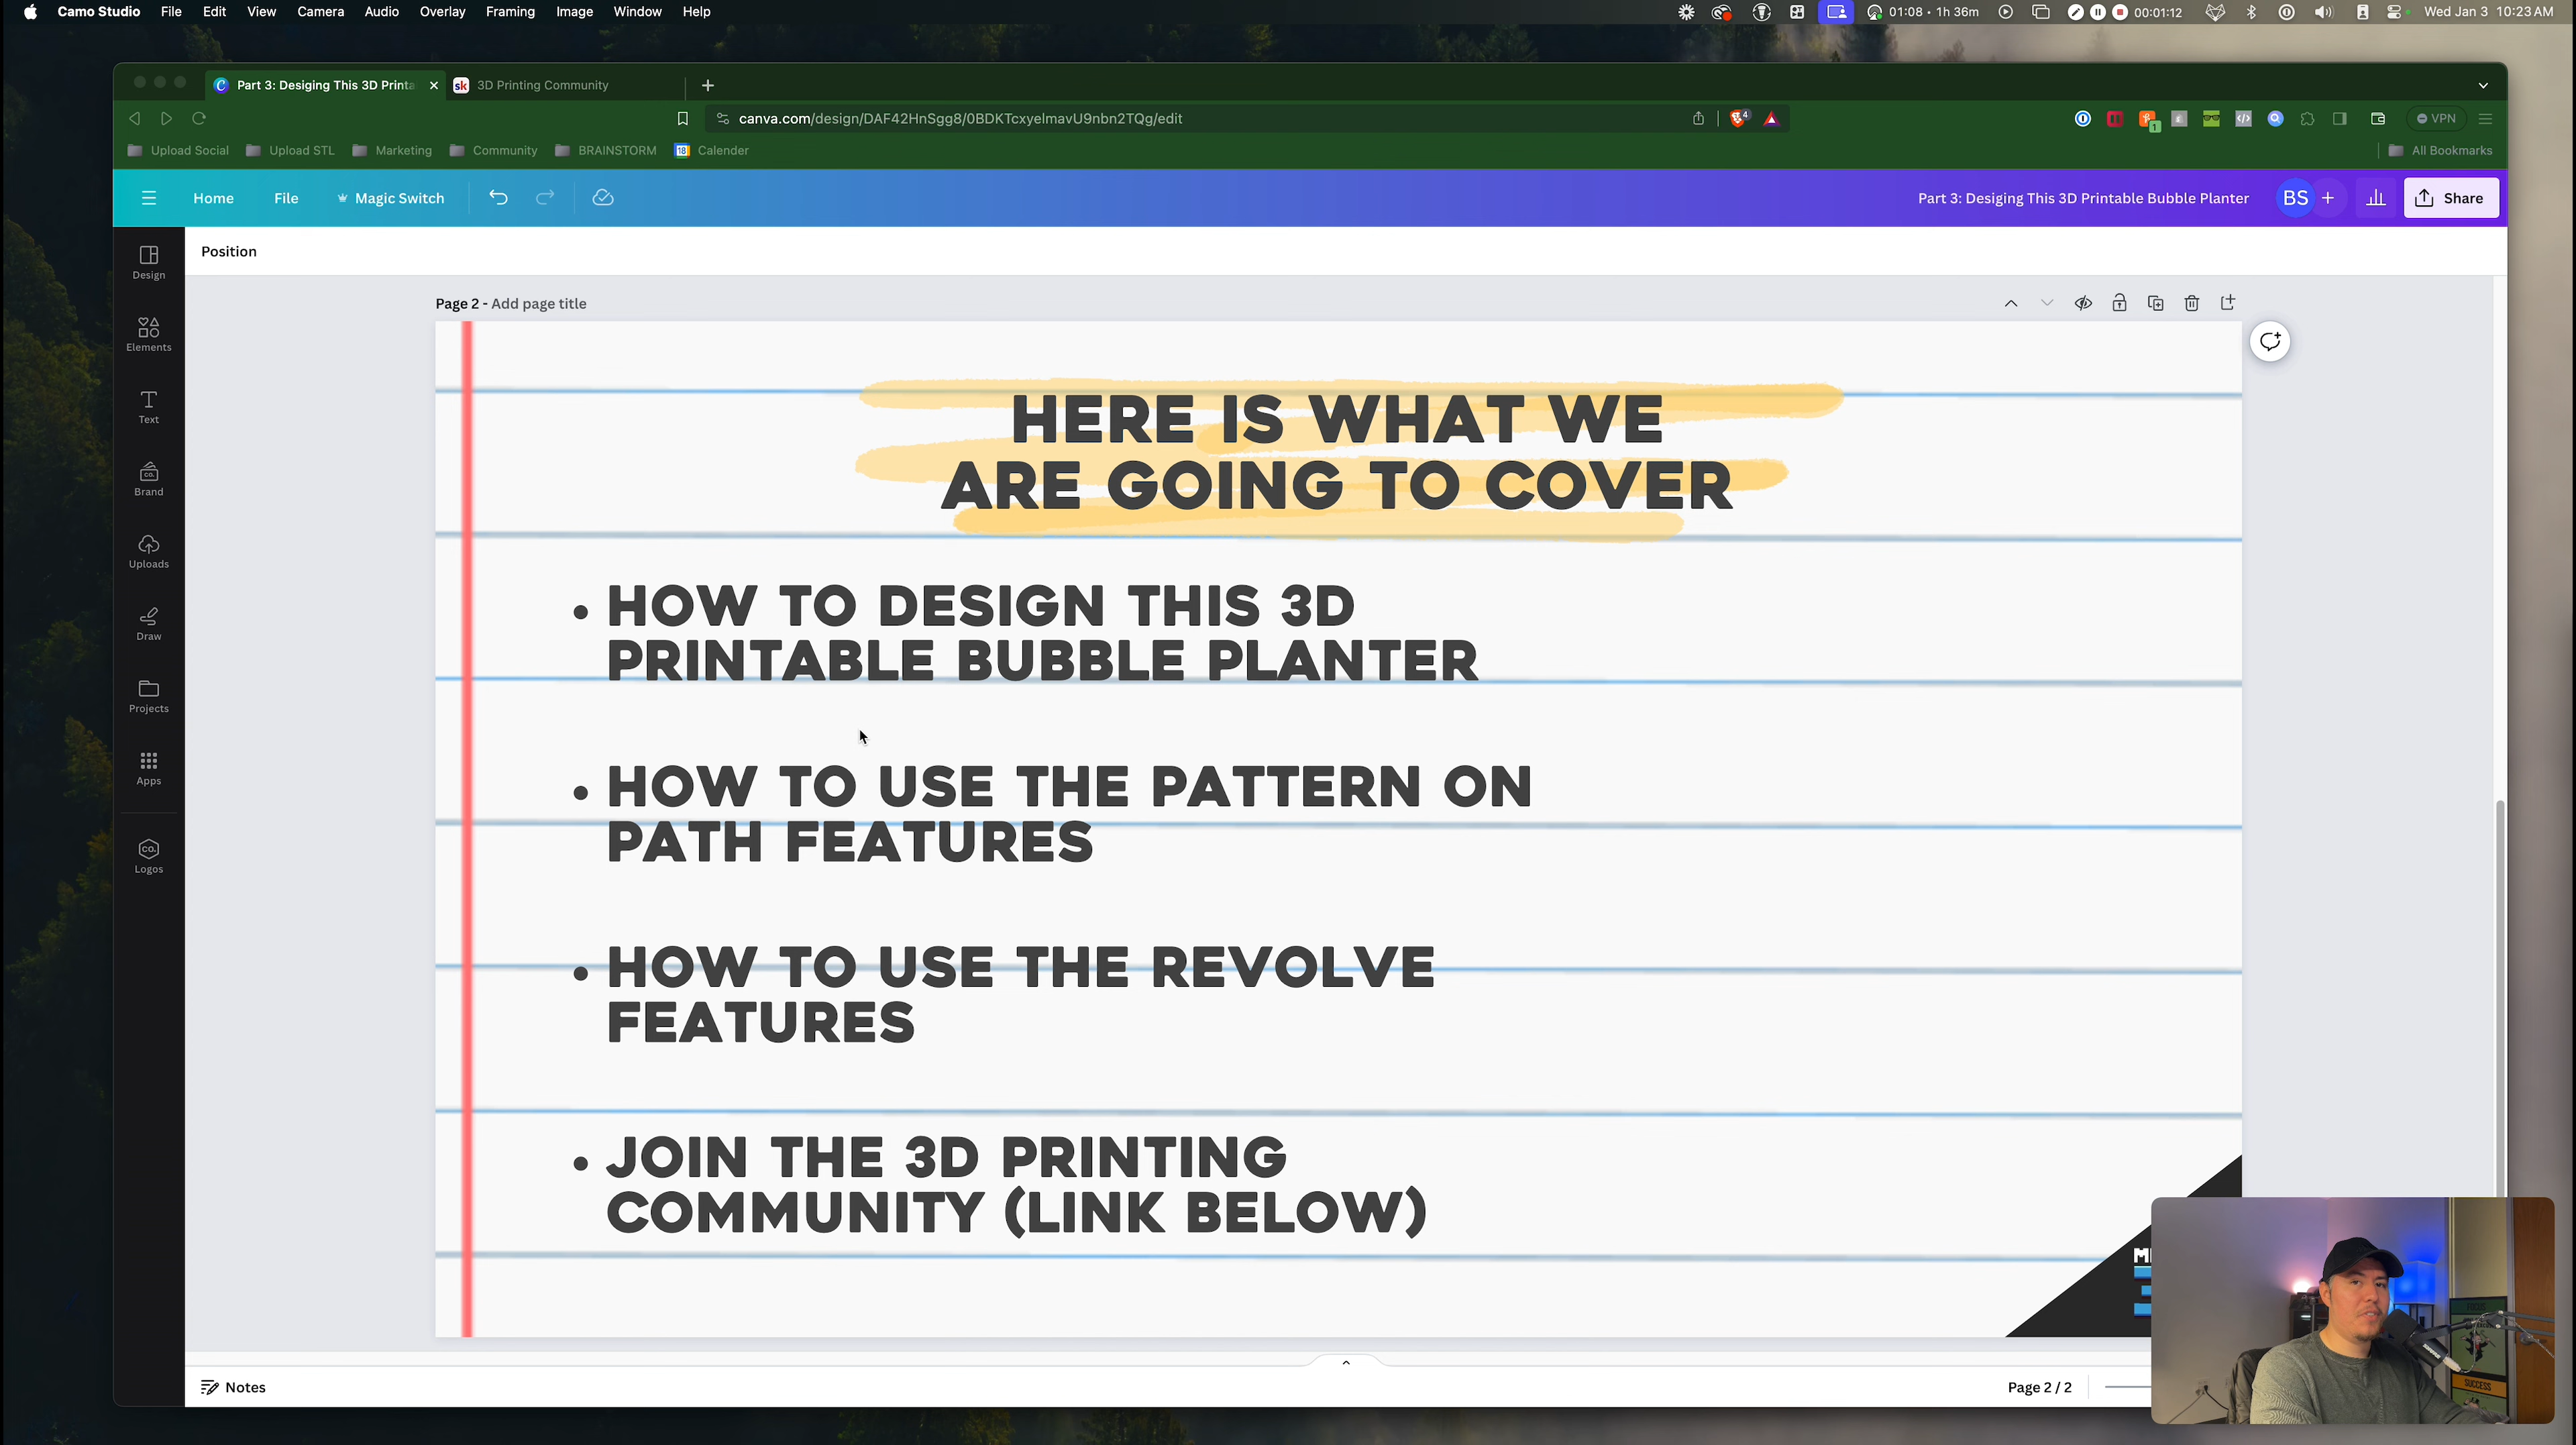 Camo Studio File Edit View Camera Audio Overlay Framing Image Window Help 01:08 • 1h 36m 00:01:12 Wed Jan 3 10:23 AM
Part 3: Desiging This 3D Printa sk 3D Printing Community
canva.com/design/DAF42HnSgg8/0BDKTcxyelmavU9nbn2TQg/edit 4 1 VPN
Upload Social Upload STL Marketing Community BRAINSTORM 18 Calender All Bookmarks
Home File Magic Switch Part 3: Desiging This 3D Printable Bubble Planter BS + Share
Position
Design
Elements
Text
Brand
Uploads
Draw
Projects
Apps
Logos
Page 2 - Add page title
HERE IS WHAT WE
ARE GOING TO COVER
• HOW TO DESIGN THIS 3D
PRINTABLE BUBBLE PLANTER
• HOW TO USE THE PATTERN ON
PATH FEATURES
• HOW TO USE THE REVOLVE
FEATURES
• JOIN THE 3D PRINTING
COMMUNITY (LINK BELOW)
FOCUS
SUCCESS
Notes
Page 2 / 2